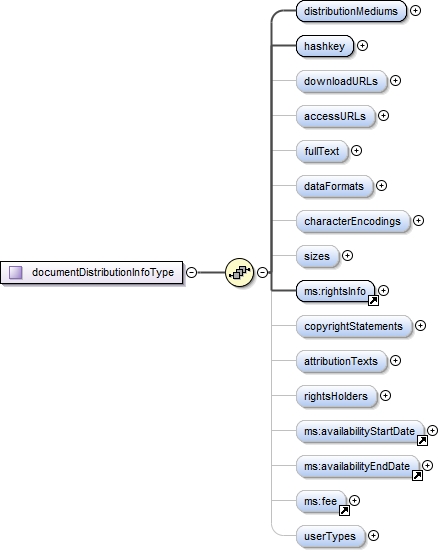 distributionMediums
hashkey
downloadURLs
accessURLs
fullText
dataFormats
characterEncodings
sizes
documentDistributionInfoType
ms:rightsInfo
copyrightStatements
attributionTexts
rightsHolders
ms:availabilityStartDate
ms:availabilityEndDate
ms:fee
userTypes